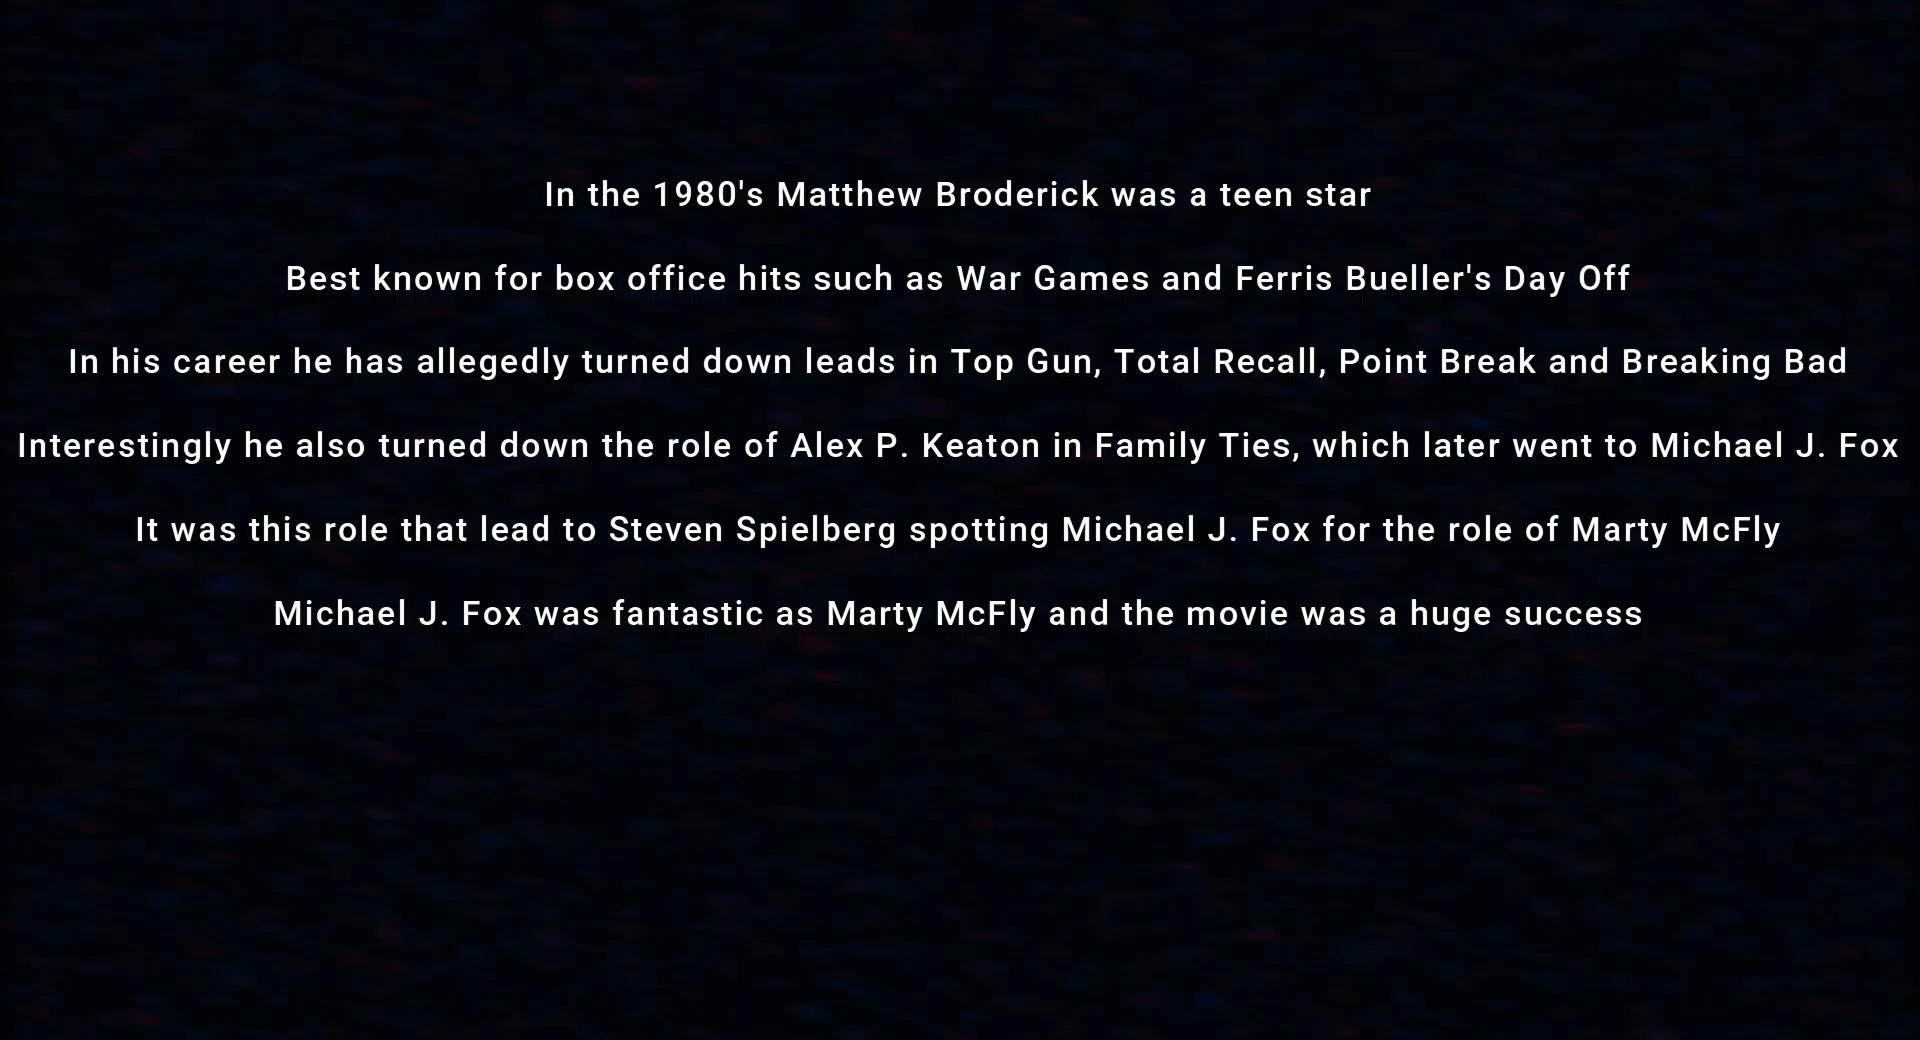 In the 1980's Matthew Broderick was a teen star
Best known for box office hits such as War Games and Ferris Bueller's Day Off
In his career he has allegedly turned down leads in Top Gun, Total Recall, Point Break and Breaking Bad
Interestingly he also turned down the role of Alex P. Keaton in Family Ties, which later went to Michael J. Fox
It was this role that lead to Steven Spielberg spotting Michael J. Fox for the role of Marty McFly
Michael J. Fox was fantastic as Marty McFly and the movie was a huge success